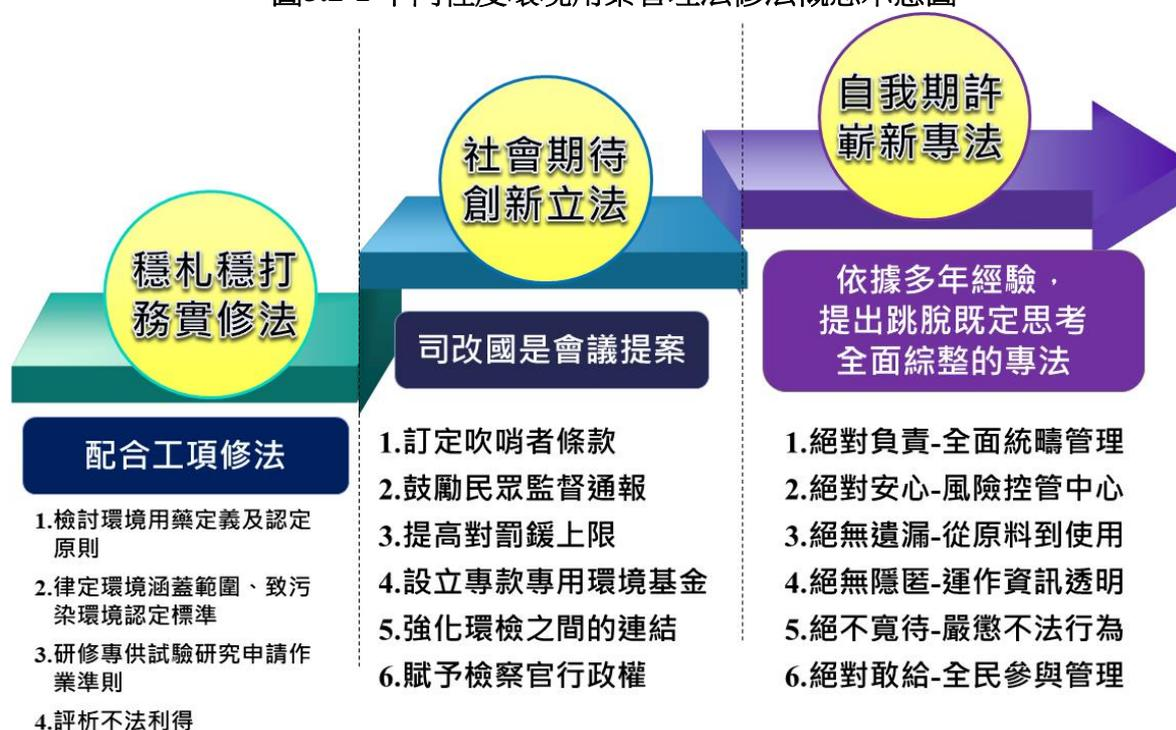 穩札穩打
務實修法
配合工項修法
1.檢討環境用藥定義及認定
原則
2.律定環境涵蓋範圍、致污
染環境認定標準
3.研修專供試驗研究申請作
業準則
4.評析不法利得
社會期待
創新立法
司改國是會議提案
1.訂定吹哨者條款
2.鼓勵民眾監督通報
3.提高對罰鍰上限
4.設立專款專用環境基金
5.強化環檢之間的連結
6.賦予檢察官行政權
自我期許
嶄新專法
依據多年經驗，
提出跳脫既定思考
全面綜整的專法
1.絕對負責-全面統疇管理
2.絕對安心-風險控管中心
3.絕無遺漏-從原料到使用
4.絕無隱匿-運作資訊透明
5.絕不寬待-嚴懲不法行為
6.絕對敢給-全民參與管理